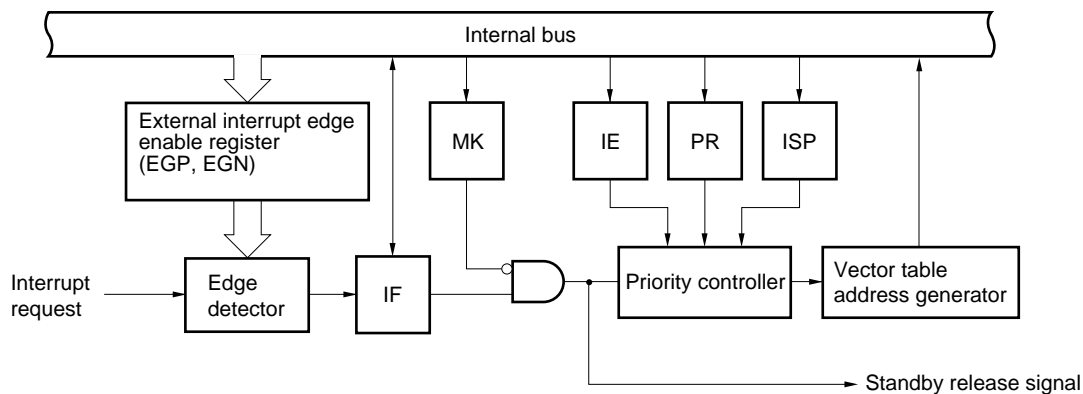 Internal bus
External interrupt edge
enable register
(EGP, EGN)
MK
IE
PR
ISP
Interrupt
request
Edge
detector
IF
Priority controller
Vector table
address generator
Standby release signal